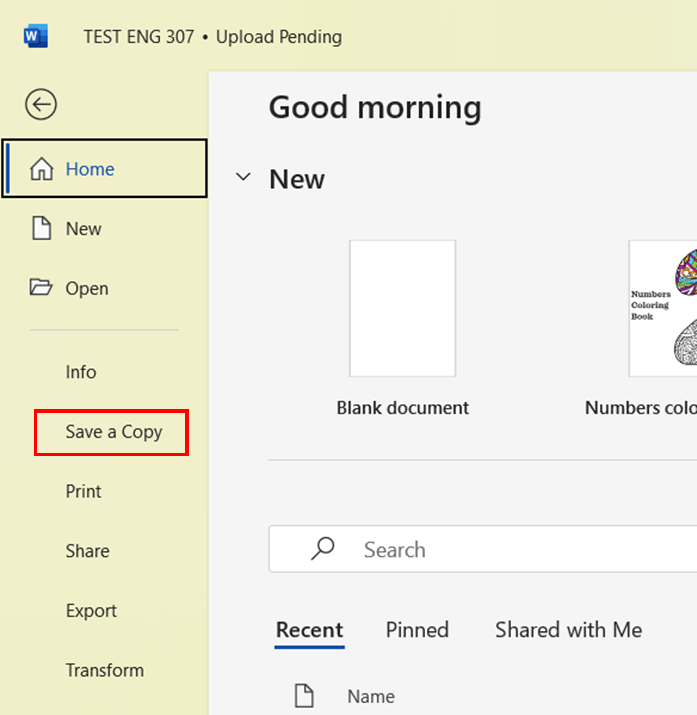 W TEST ENG 307 • Upload Pending
Good morning
Home
New
New
Open
Numbers
Coloring
Book
Info
Blank document
Numbers colo
Save a Copy
Print
Share
Search
Export
Recent Pinned Shared with Me
Transform
Name